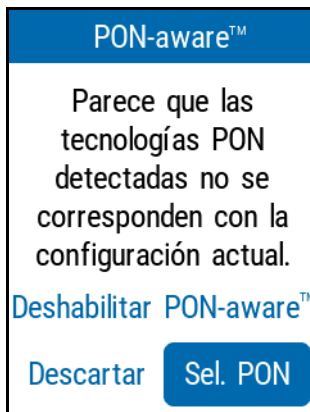 PON-aware™
Parece que las
tecnologías PON
detectadas no se
corresponden con la
configuración actual.
Deshabilitar PON-aware™
Descartar Sel. PON